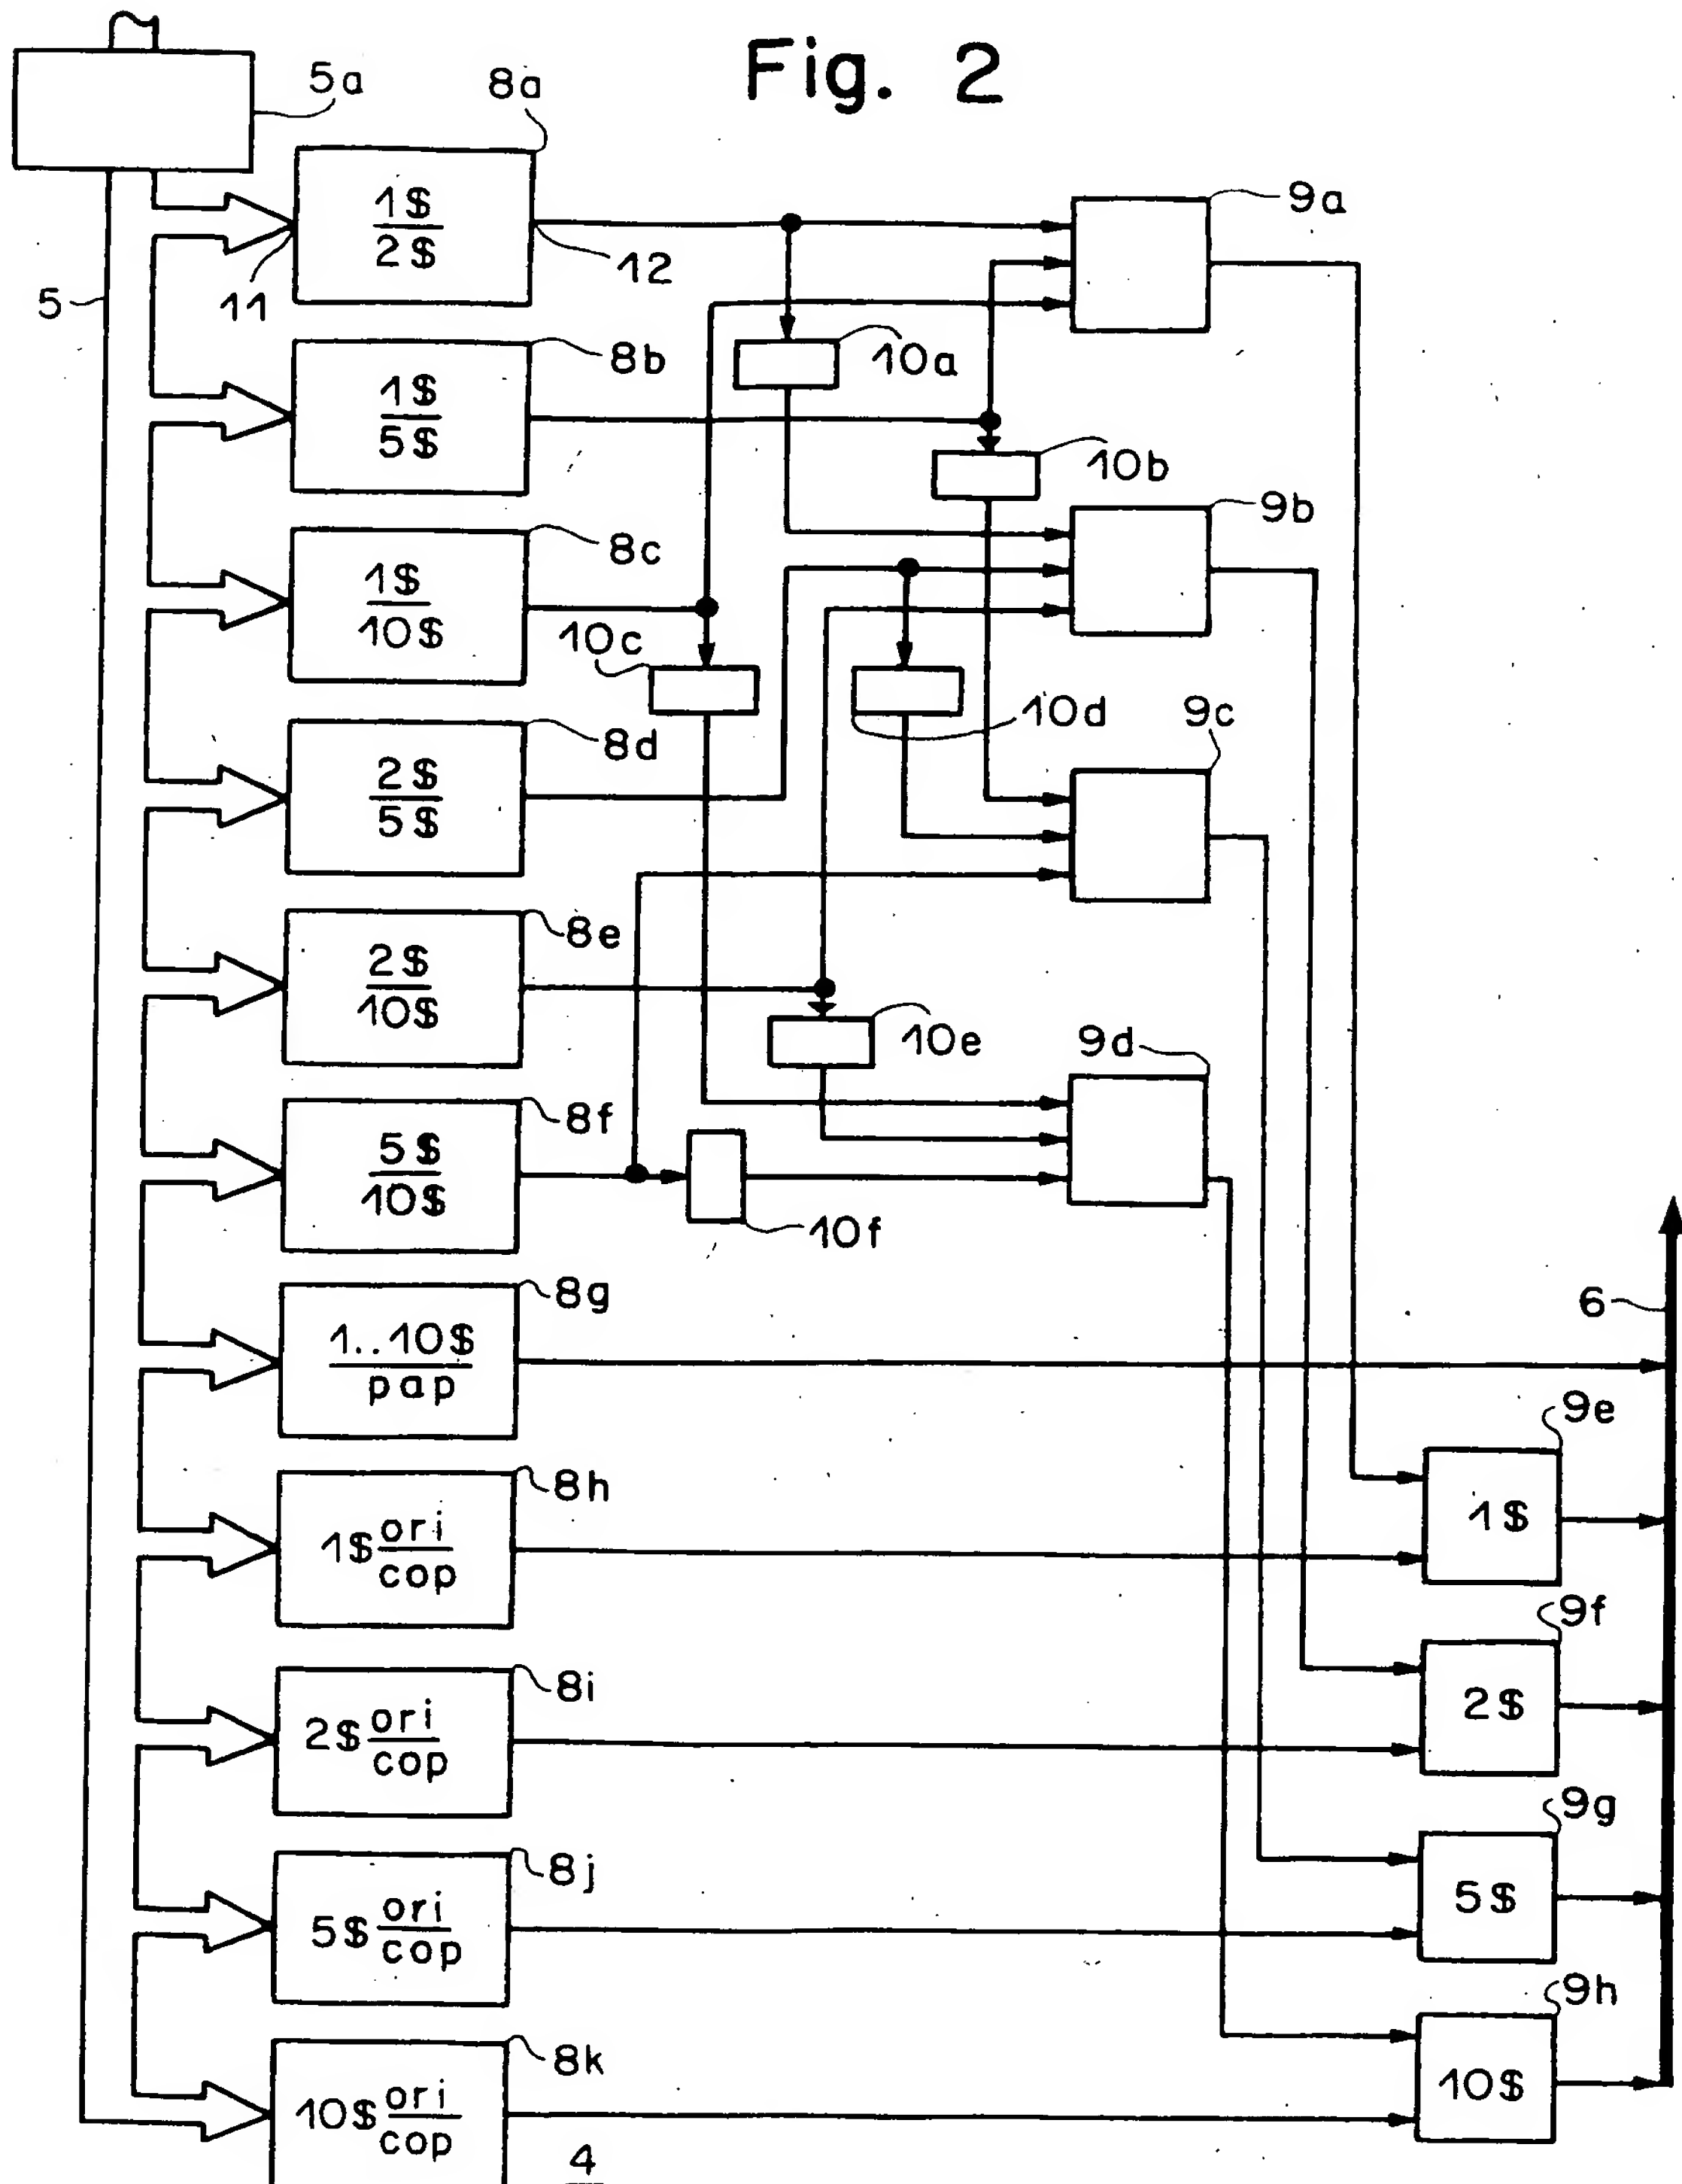 Fig. 2
5a
8a
1$
2$
9a
12
11
5
8b
10a
1$
5$
10b
9b
8c
1$
10$
10c
10d
9c
8d
2$
5$
8e
2$
10$
10e
9d
8f
5$
10$
10f
8g
6
1..10$
pap
9e
8h
1$ ori
cop
1$
9f
8i
2$ ori
cop
2$
9g
8j
5$ ori
cop
5$
9h
8k
10$ ori
cop
10$
4